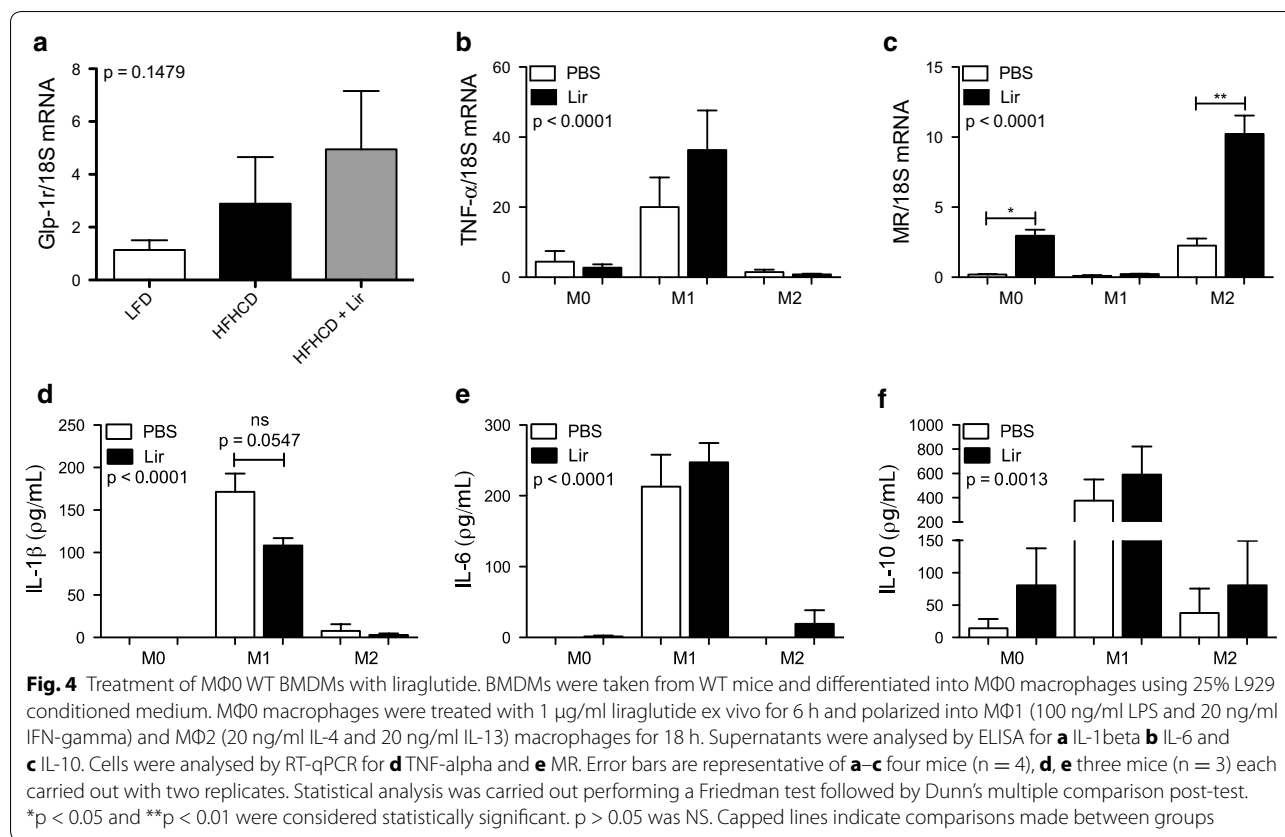 a
p = 0.1479
Glp-1r/18S mRNA
8
6
4
2
0
LFD
HFHCD
HFHCD + Lir
b
PBS
Lir
p < 0.0001
TNF-α/18S mRNA
60
40
20
0
M0
M1
M2
c
PBS
Lir
p < 0.0001
MR/18S mRNA
15
10
5
0
*
**
M0
M1
M2
d
PBS
Lir
p < 0.0001
ns
p = 0.0547
IL-1β (ρg/mL)
250
200
150
100
50
0
M0
M1
M2
e
PBS
Lir
p < 0.0001
IL-6 (ρg/mL)
300
200
100
0
M0
M1
M2
f
PBS
Lir
p = 0.0013
IL-10 (ρg/mL)
1000
800
600
400
200
150
100
50
0
M0
M1
M2
Fig. 4 Treatment of MΦ0 WT BMDMs with liraglutide. BMDMs were taken from WT mice and differentiated into MΦ0 macrophages using 25% L929
conditioned medium. MΦ0 macrophages were treated with 1 µg/ml liraglutide ex vivo for 6 h and polarized into MΦ1 (100 ng/ml LPS and 20 ng/ml
IFN-gamma) and MΦ2 (20 ng/ml IL-4 and 20 ng/ml IL-13) macrophages for 18 h. Supernatants were analysed by ELISA for a IL-1beta b IL-6 and
c IL-10. Cells were analysed by RT-qPCR for d TNF-alpha and e MR. Error bars are representative of a–c four mice (n = 4), d, e three mice (n = 3) each
carried out with two replicates. Statistical analysis was carried out performing a Friedman test followed by Dunn's multiple comparison post-test.
*p < 0.05 and **p < 0.01 were considered statistically significant. p > 0.05 was NS. Capped lines indicate comparisons made between groups